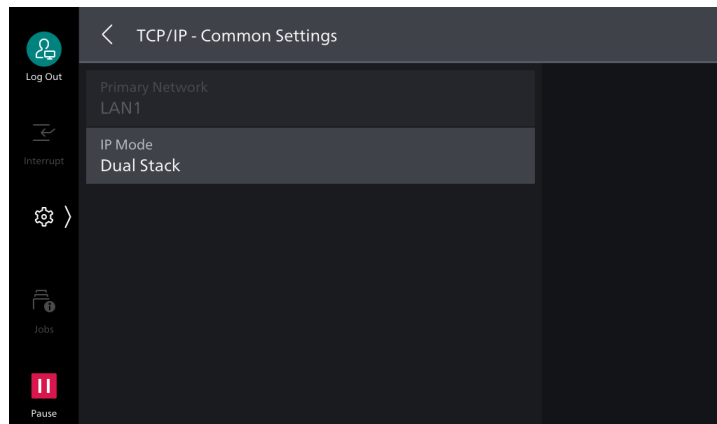 TCP/IP - Common Settings
Log Out
Primary Network
LAN1
IP Mode
Dual Stack
Interrupt
Jobs
Pause